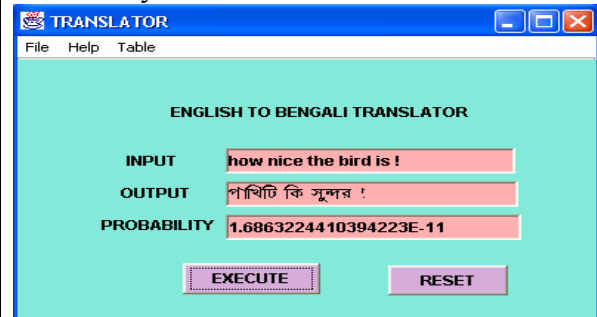 TRANSLATOR
File Help Table
ENGLISH TO BENGALI TRANSLATOR
INPUT how nice the bird is !
OUTPUT পাখিটি কি সুন্দর !
PROBABILITY 1.6863224410394223E-11
EXECUTE RESET